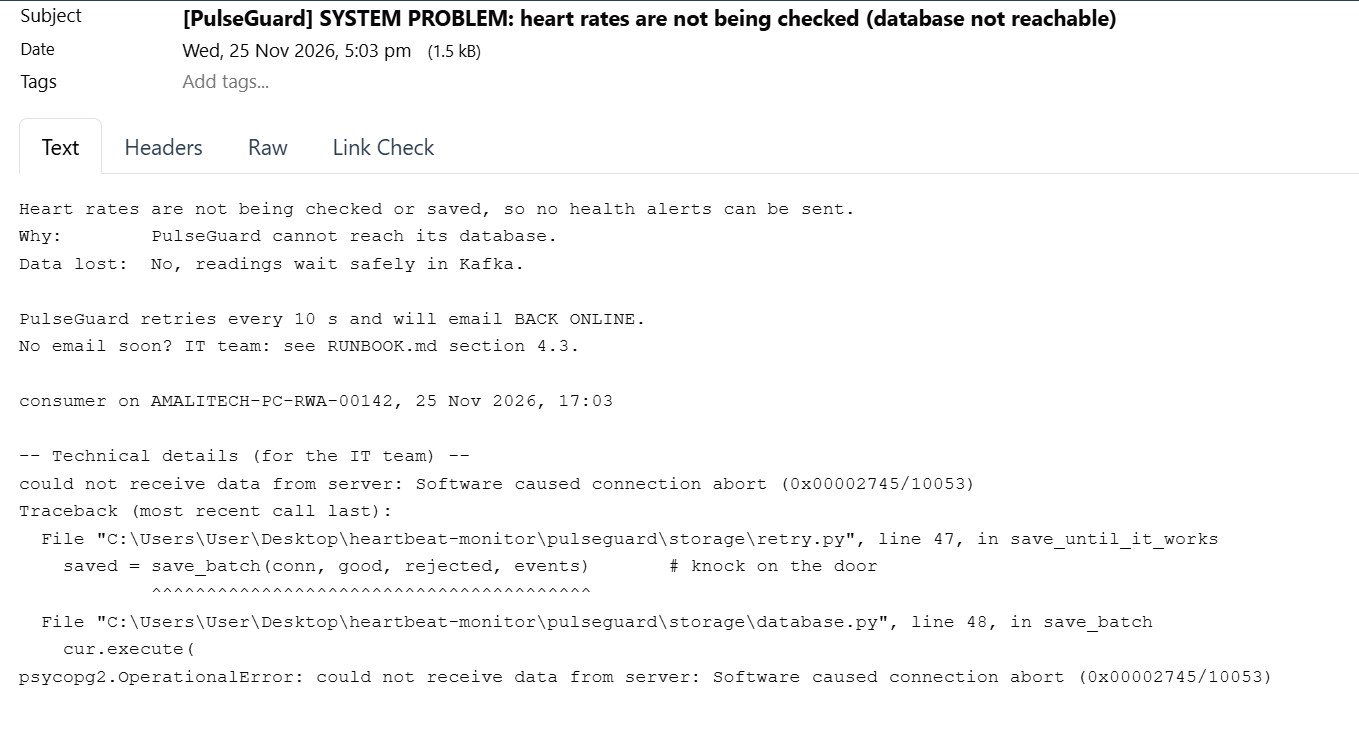 Subject [PulseGuard] SYSTEM PROBLEM: heart rates are not being checked (database not reachable)
Date Wed, 25 Nov 2026, 5:03 pm (1.5 kB)
Tags Add tags...
Text Headers Raw Link Check
Heart rates are not being checked or saved, so no health alerts can be sent.
Why: PulseGuard cannot reach its database.
Data lost: No, readings wait safely in Kafka.
PulseGuard retries every 10 s and will email BACK ONLINE.
No email soon? IT team: see RUNBOOK.md section 4.3.
consumer on AMALITECH-PC-RWA-00142, 25 Nov 2026, 17:03
-- Technical details (for the IT team) --
could not receive data from server: Software caused connection abort (0x00002745/10053)
Traceback (most recent call last):
  File "C:\Users\User\Desktop\heartbeat-monitor\pulseguard\storage\retry.py", line 47, in save_until_it_works
    saved = save_batch(conn, good, rejected, events)       # knock on the door
            ^^^^^^^^^^^^^^^^^^^^^^^^^^^^^^^^^^^^^^^^
  File "C:\Users\User\Desktop\heartbeat-monitor\pulseguard\storage\database.py", line 48, in save_batch
    cur.execute(
psycopg2.OperationalError: could not receive data from server: Software caused connection abort (0x00002745/10053)